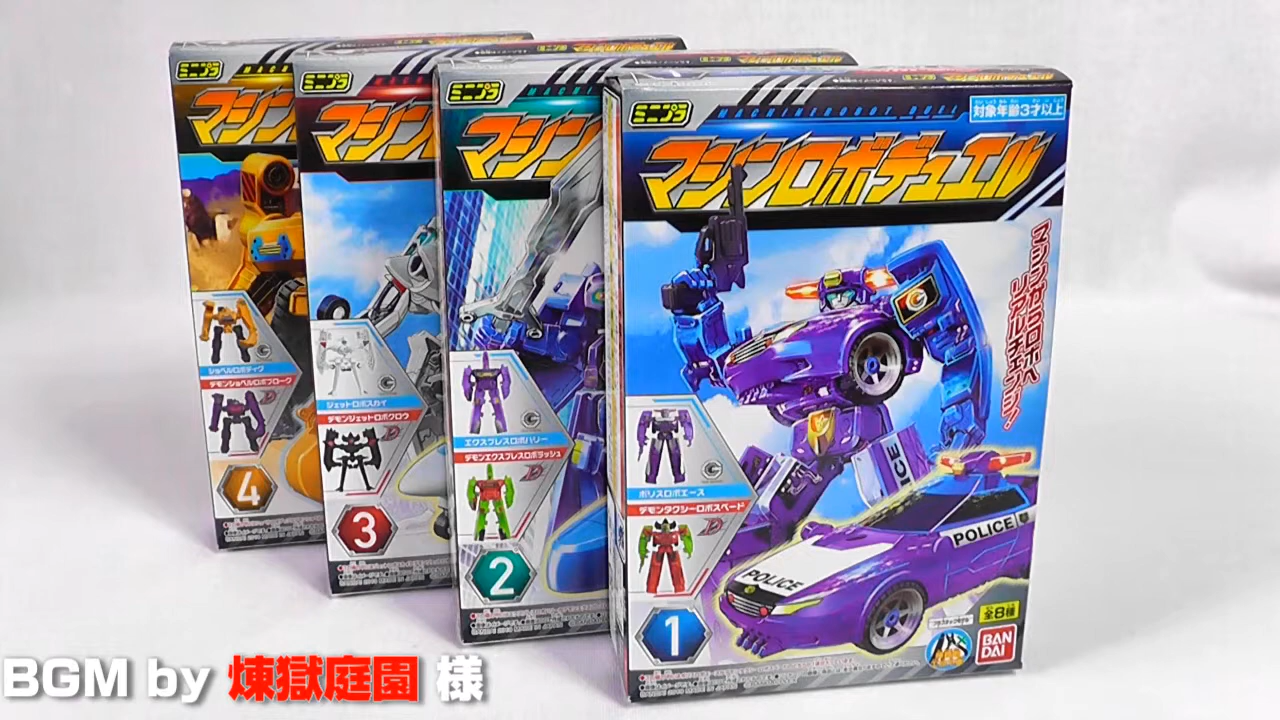 ミニプラ
マシン
ショベルロボディグ
デモンショベルロボブローク
4
ミニプラ
マシン
ジェットロボスカイ
デモンジェットロボクロウ
3
ミニプラ
マシン
エクスプレスロボハリー
デモンエクスプレスロボラッシュ
2
ミニプラ
MACHINEROBOT DUEL
対象年齢3才以上
マシンロボデュエル
マシンからロボへ
リアルチェンジ!
ポリスロボエース
デモンタクシーロボスペード
1
POLICE
POLICE
全8種
BAN
DAI
BGM by 煉獄庭園 様